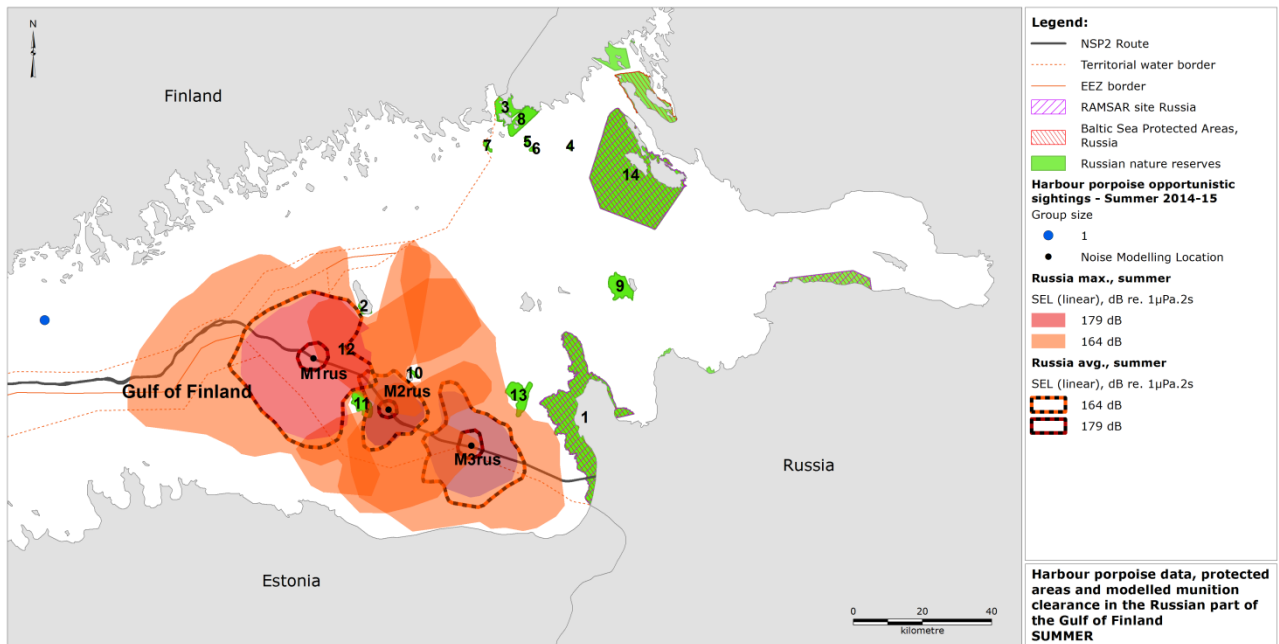 N
Finland
3
8
7
5
6
4
14
9
2
12
M1rus
10
M2rus
Gulf of Finland
11
13
1
M3rus
Russia
Estonia
0 20 40
kilometre
Legend:
NSP2 Route
Territorial water border
EEZ border
RAMSAR site Russia
Baltic Sea Protected Areas,
Russia
Russian nature reserves
Harbour porpoise opportunistic
sightings - Summer 2014-15
Group size
1
Noise Modelling Location
Russia max., summer
SEL (linear), dB re. 1µPa.2s
179 dB
164 dB
Russia avg., summer
SEL (linear), dB re. 1µPa.2s
164 dB
179 dB
Harbour porpoise data, protected
areas and modelled munition
clearance in the Russian part of
the Gulf of Finland
SUMMER